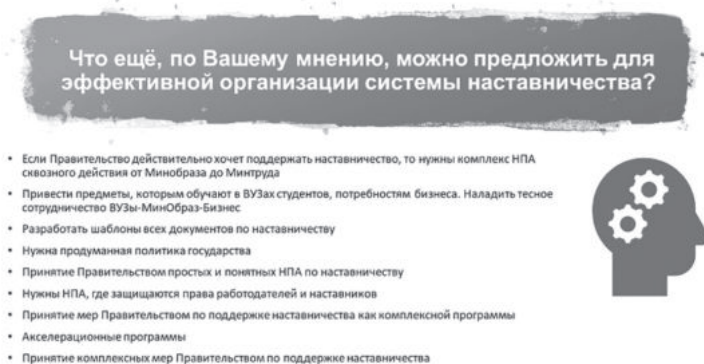 Что ещё, по Вашему мнению, можно предложить для
эффективной организации системы наставничества?
• Если Правительство действительно хочет поддержать наставничество, то нужны комплекс НПА
сквозного действия от Минобраза до Минтруда
• Привести предметы, которым обучают в ВУЗах студентов, потребностям бизнеса. Наладить тесное
сотрудничество ВУЗы-МинОбраз-Бизнес
• Разработать шаблоны всех документов по наставничеству
• Нужна продуманная политика государства
• Принятие Правительством простых и понятных НПА по наставничеству
• Нужны НПА, где защищаются права работодателей и наставников
• Принятие мер Правительством по поддержке наставничества как комплексной программы
• Акселерационные программы
• Принятие комплексных мер Правительством по поддержке наставничества